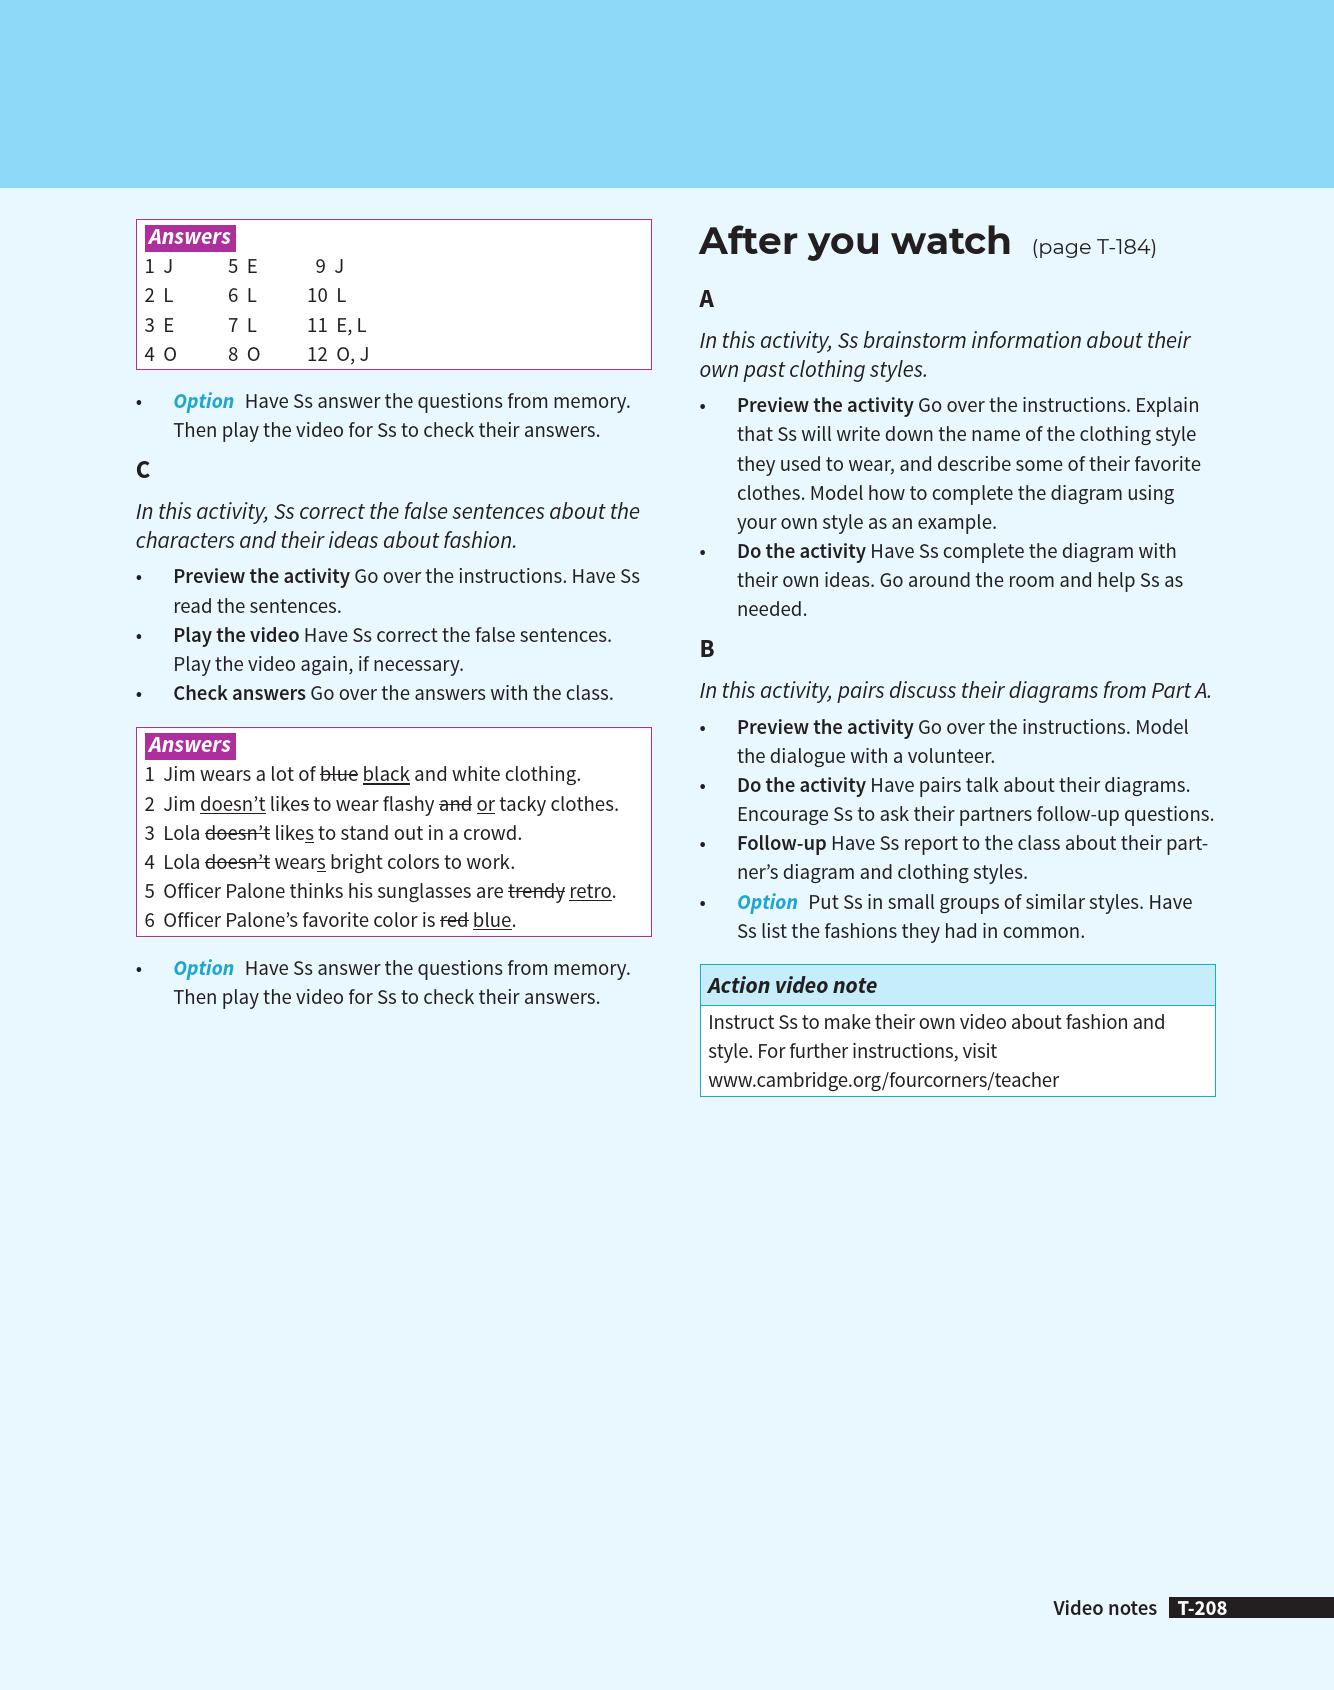 Answers
1 J 5 E 9 J
2 L 6 L 10 L
3 E 7 L 11 E, L
4 O 8 O 12 O, J
• Option Have Ss answer the questions from memory.
Then play the video for Ss to check their answers.
C
In this activity, Ss correct the false sentences about the
characters and their ideas about fashion.
• Preview the activity Go over the instructions. Have Ss
read the sentences.
• Play the video Have Ss correct the false sentences.
Play the video again, if necessary.
• Check answers Go over the answers with the class.
Answers
1 Jim wears a lot of blue black and white clothing.
2 Jim doesn’t likes to wear flashy and or tacky clothes.
3 Lola doesn’t likes to stand out in a crowd.
4 Lola doesn’t wears bright colors to work.
5 Officer Palone thinks his sunglasses are trendy retro.
6 Officer Palone’s favorite color is red blue.
• Option Have Ss answer the questions from memory.
Then play the video for Ss to check their answers.
After you watch (page T-184)
A
In this activity, Ss brainstorm information about their
own past clothing styles.
• Preview the activity Go over the instructions. Explain
that Ss will write down the name of the clothing style
they used to wear, and describe some of their favorite
clothes. Model how to complete the diagram using
your own style as an example.
• Do the activity Have Ss complete the diagram with
their own ideas. Go around the room and help Ss as
needed.
B
In this activity, pairs discuss their diagrams from Part A.
• Preview the activity Go over the instructions. Model
the dialogue with a volunteer.
• Do the activity Have pairs talk about their diagrams.
Encourage Ss to ask their partners follow-up questions.
• Follow-up Have Ss report to the class about their part-
ner’s diagram and clothing styles.
• Option Put Ss in small groups of similar styles. Have
Ss list the fashions they had in common.
Action video note
Instruct Ss to make their own video about fashion and
style. For further instructions, visit
www.cambridge.org/fourcorners/teacher
Video notes T-208